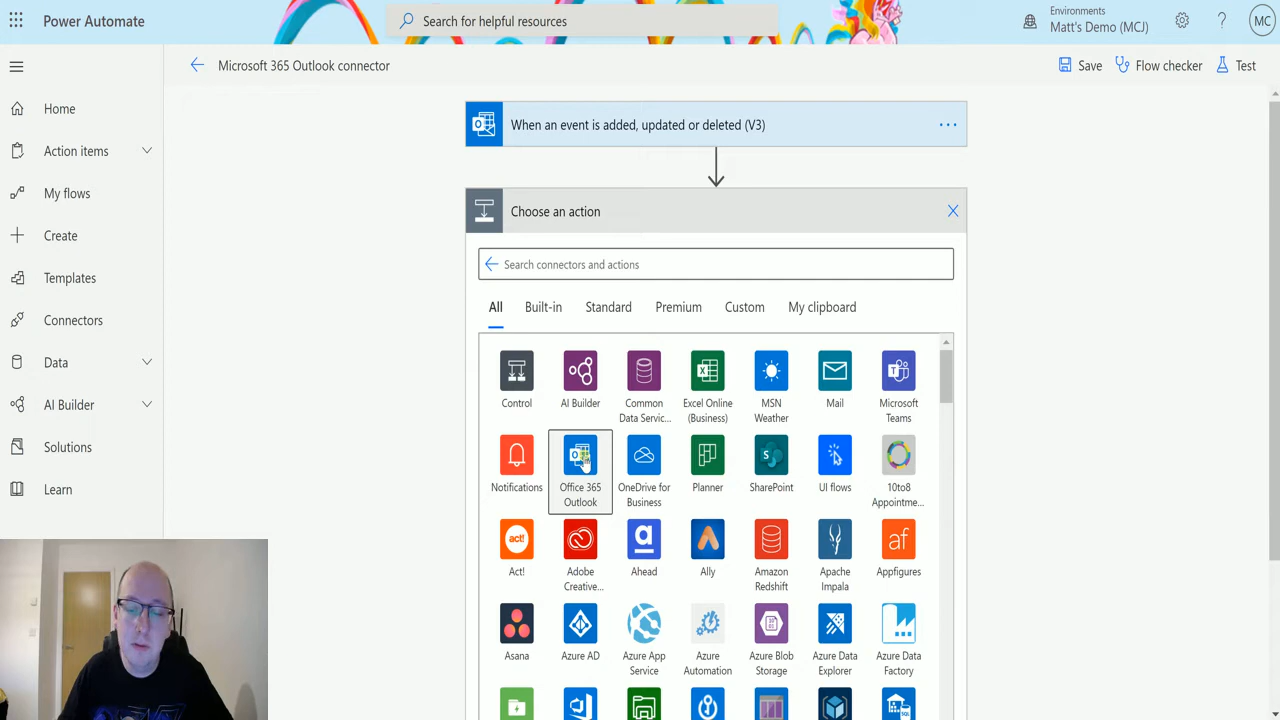 Power Automate
Search for helpful resources
Environments
Matt's Demo (MCJ)
MC
Microsoft 365 Outlook connector
Save
Flow checker
Test
Home
Action items
My flows
Create
Templates
Connectors
Data
AI Builder
Solutions
Learn
When an event is added, updated or deleted (V3)
Choose an action
Search connectors and actions
All Built-in Standard Premium Custom My clipboard
Control
AI Builder
Common
Data Servic...
Excel Online
(Business)
MSN
Weather
Mail
Microsoft
Teams
Notifications
Office 365
Outlook
OneDrive for
Business
Planner
SharePoint
UI flows
10to8
Appointme...
act!
Act!
Adobe
Creative...
a
Ahead
Ally
Amazon
Redshift
Apache
Impala
af
Appfigures
Asana
Azure AD
Azure App
Service
Azure
Automation
Azure Blob
Storage
Azure Data
Explorer
Azure Data
Factory